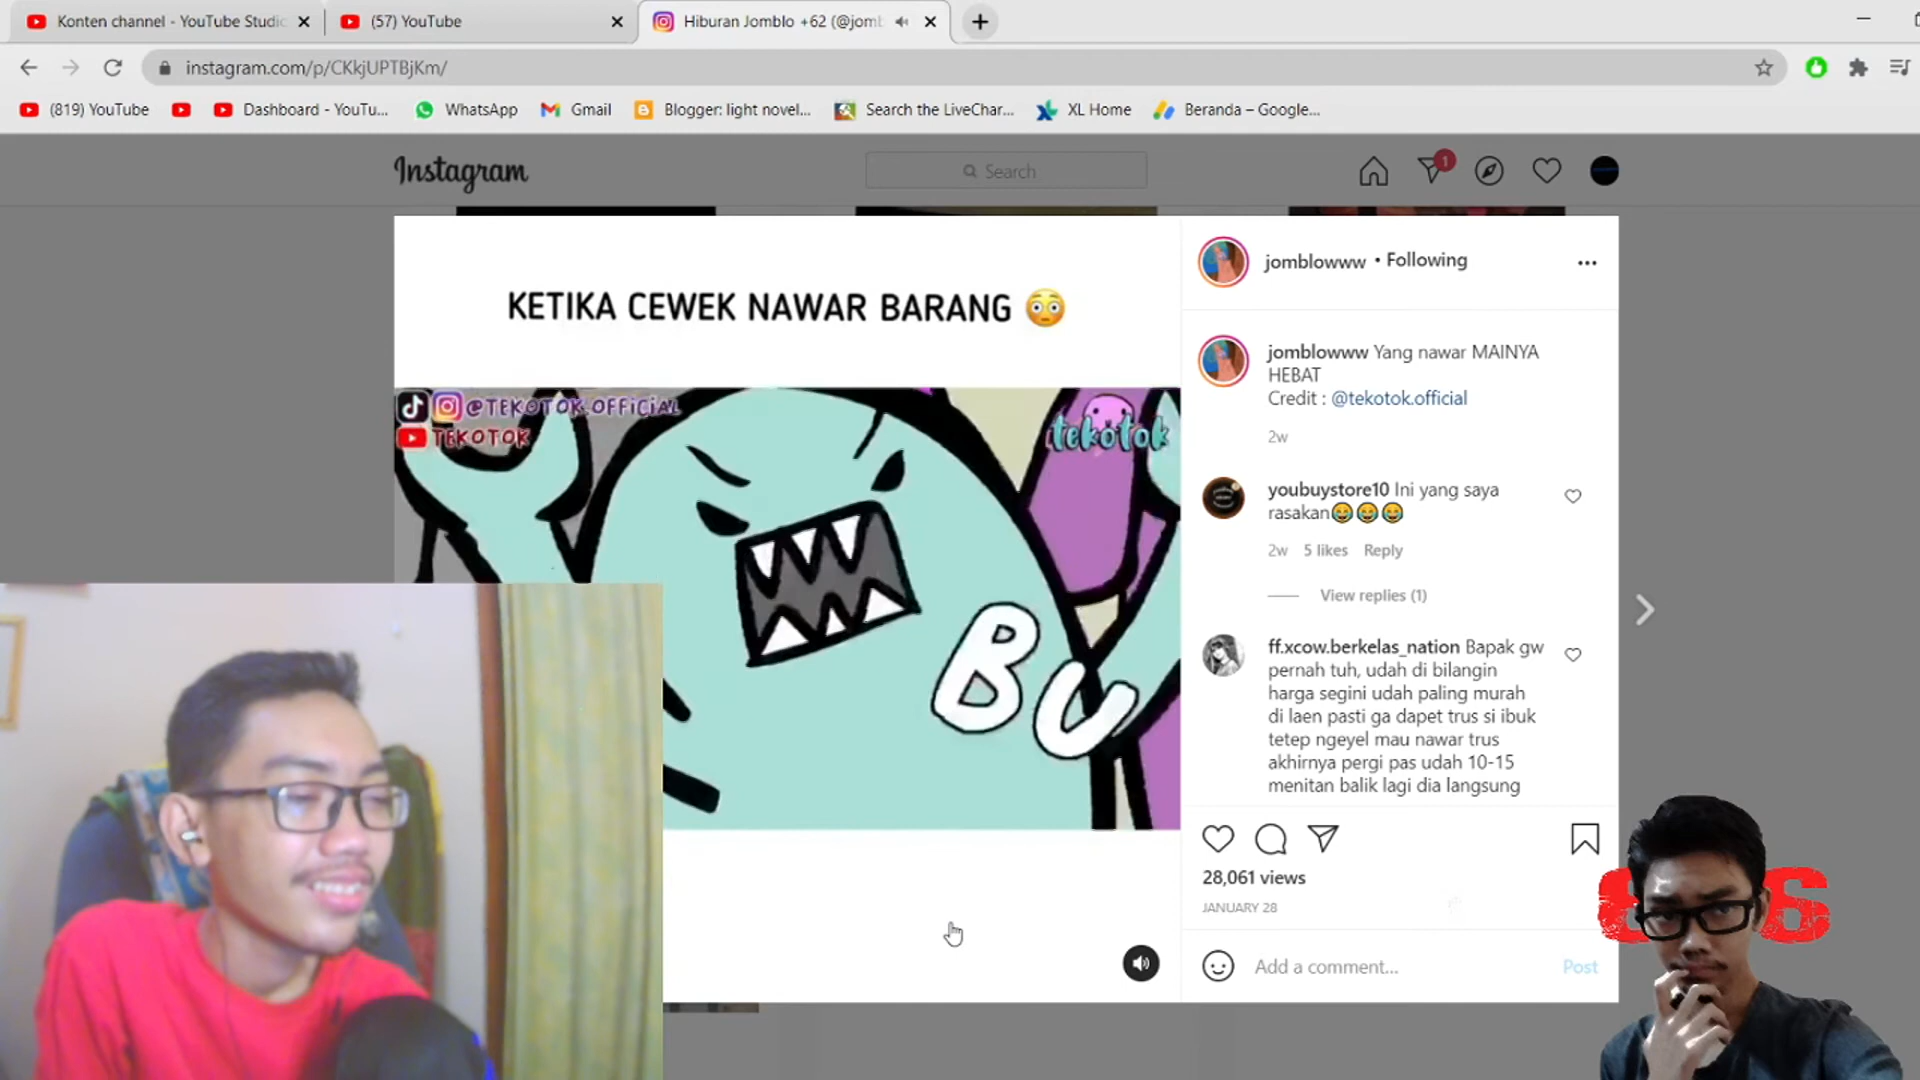 Konten channel - YouTube Studio
(57) YouTube
Hiburan Jomblo +62 (@jomb
instagram.com/p/CKkjUPTBjKm/
(819) YouTube
Dashboard - YouTu...
WhatsApp
Gmail
Blogger: light novel...
Search the LiveChar...
XL Home
Beranda – Google...
Instagram
Search
1
KETIKA CEWEK NAWAR BARANG 😳
@TEKOTOK.OFFICIAL
TEKOTOK
tekotok
BU
jomblowww • Following
jomblowww Yang nawar MAINYA
HEBAT
Credit : @tekotok.official
2w
youbuystore10 Ini yang saya
rasakan😂😂😂
2w 5 likes Reply
View replies (1)
ff.xcow.berkelas_nation Bapak gw
pernah tuh, udah di bilangin
harga segini udah paling murah
di laen pasti ga dapet trus si ibuk
tetep ngeyel mau nawar trus
akhirnya pergi pas udah 10-15
menitan balik lagi dia langsung
28,061 views
JANUARY 28
Add a comment...
Post